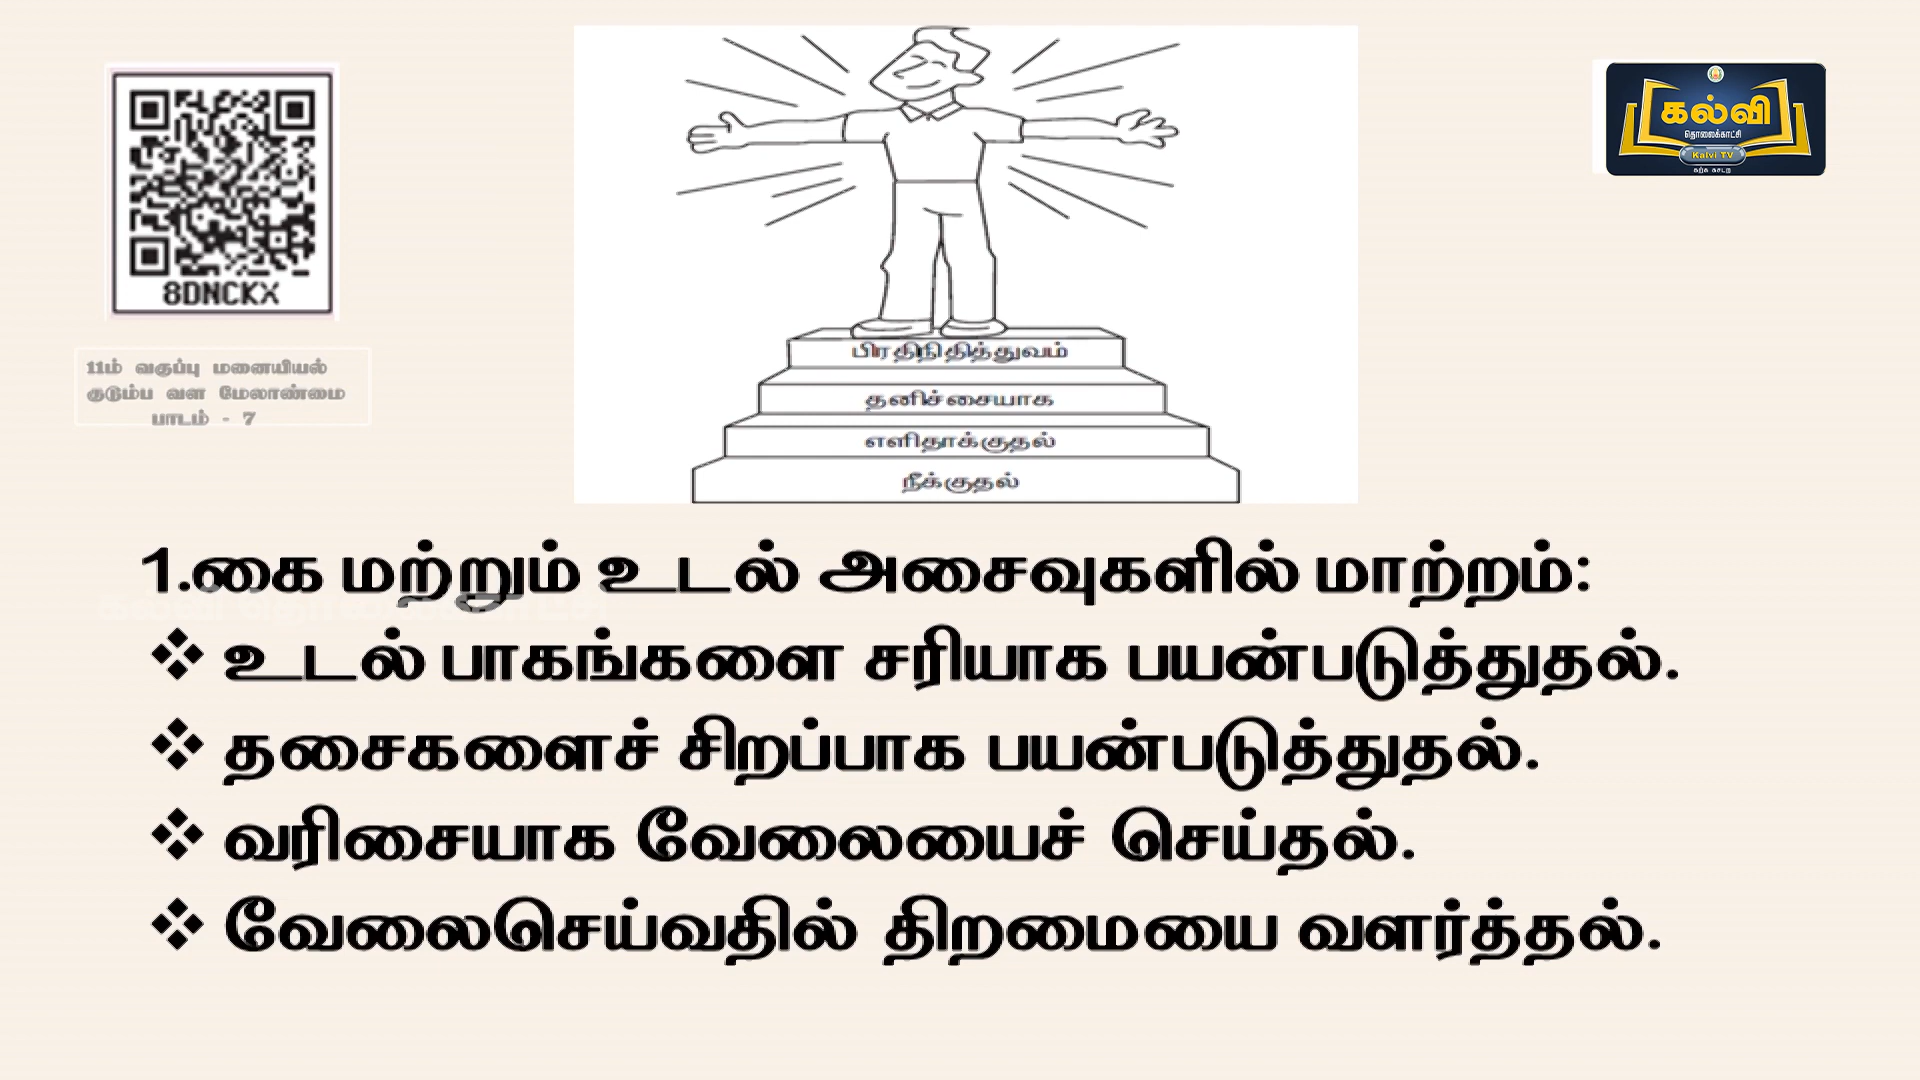 8DNCKX
11ம் வகுப்பு மனையியல்
குடும்ப வள மேலாண்மை
பாடம் - 7
கல்வி
தொலைக்காட்சி
Kalvi TV
கற்க கசடற
பிரதிநிதித்துவம்
தனிச்சையாக
எளிதாக்குதல்
நீக்குதல்
1.கை மற்றும் உடல் அசைவுகளில் மாற்றம்:
❖ உடல் பாகங்களை சரியாக பயன்படுத்துதல்.
❖ தசைகளைச் சிறப்பாக பயன்படுத்துதல்.
❖ வரிசையாக வேலையைச் செய்தல்.
❖ வேலைசெய்வதில் திறமையை வளர்த்தல்.